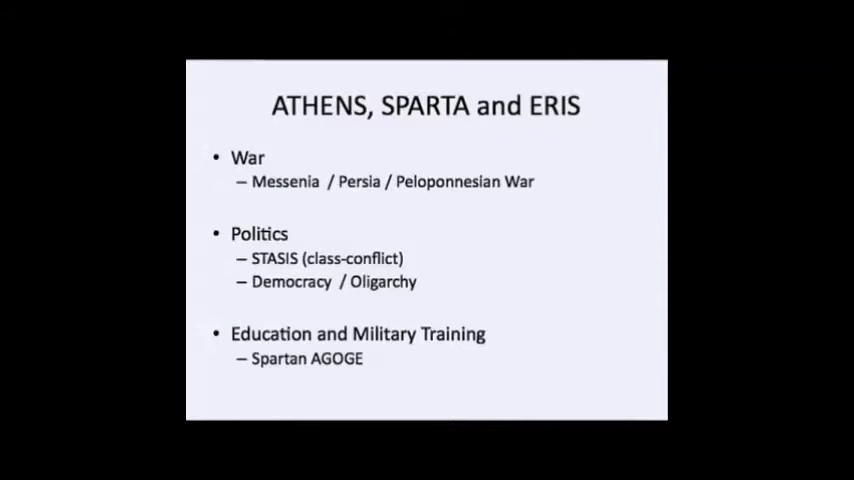 ATHENS, SPARTA and ERIS
• War
– Messenia / Persia / Peloponnesian War
• Politics
– STASIS (class-conflict)
– Democracy / Oligarchy
• Education and Military Training
– Spartan AGOGE